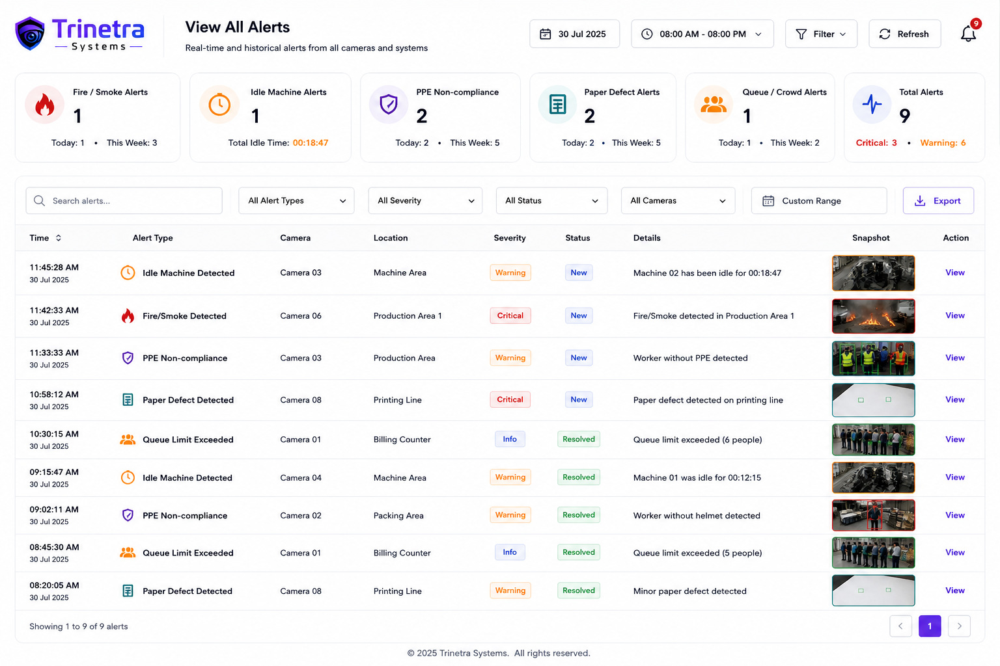 Trinetra
Systems
View All Alerts
Real-time and historical alerts from all cameras and systems
30 Jul 2025
08:00 AM - 08:00 PM
Filter
Refresh
9
Fire / Smoke Alerts
1
Today: 1 • This Week: 3
Idle Machine Alerts
1
Total Idle Time: 00:18:47
PPE Non-compliance
2
Today: 2 • This Week: 5
Paper Defect Alerts
2
Today: 2 • This Week: 5
Queue / Crowd Alerts
1
Today: 1 • This Week: 2
Total Alerts
9
Critical: 3 • Warning: 6
Search alerts...
All Alert Types
All Severity
All Status
All Cameras
Custom Range
Export
Time Alert Type Camera Location Severity Status Details Snapshot Action
11:45:28 AM
30 Jul 2025
Idle Machine Detected Camera 03 Machine Area Warning New Machine 02 has been idle for 00:18:47 View
11:42:33 AM
30 Jul 2025
Fire/Smoke Detected Camera 06 Production Area 1 Critical New Fire/Smoke detected in Production Area 1 View
11:33:33 AM
30 Jul 2025
PPE Non-compliance Camera 03 Production Area Warning New Worker without PPE detected View
10:58:12 AM
30 Jul 2025
Paper Defect Detected Camera 08 Printing Line Critical New Paper defect detected on printing line View
10:30:15 AM
30 Jul 2025
Queue Limit Exceeded Camera 01 Billing Counter Info Resolved Queue limit exceeded (6 people) View
09:15:47 AM
30 Jul 2025
Idle Machine Detected Camera 04 Machine Area Warning Resolved Machine 01 was idle for 00:12:15 View
09:02:11 AM
30 Jul 2025
PPE Non-compliance Camera 02 Packing Area Warning Resolved Worker without helmet detected View
08:45:30 AM
30 Jul 2025
Queue Limit Exceeded Camera 01 Billing Counter Info Resolved Queue limit exceeded (5 people) View
08:20:05 AM
30 Jul 2025
Paper Defect Detected Camera 08 Printing Line Warning Resolved Minor paper defect detected View
Showing 1 to 9 of 9 alerts
1
© 2025 Trinetra Systems. All rights reserved.